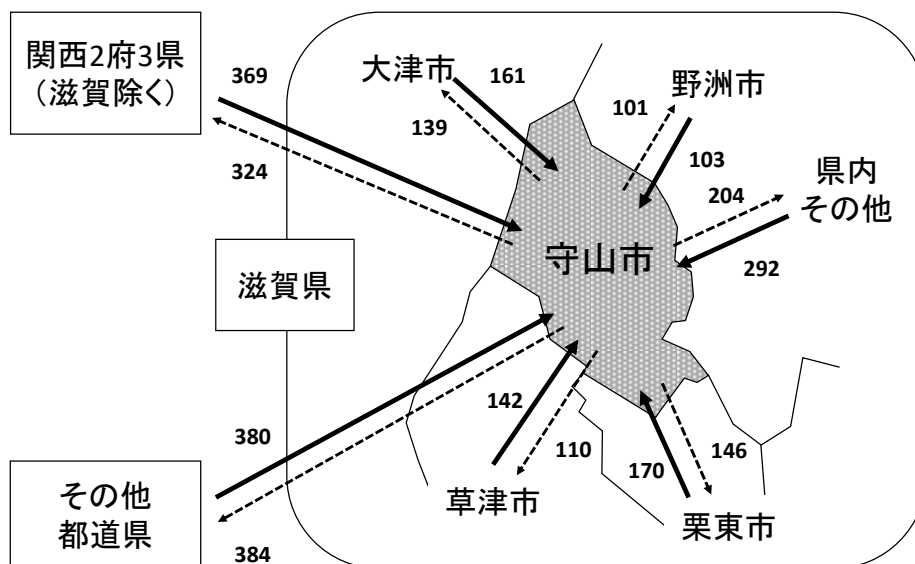 関西2府3県
（滋賀除く）
369
324
大津市
161
139
野洲市
101
103
県内
その他
204
292
守山市
滋賀県
その他
都道県
380
384
草津市
142
110
栗東市
170
146